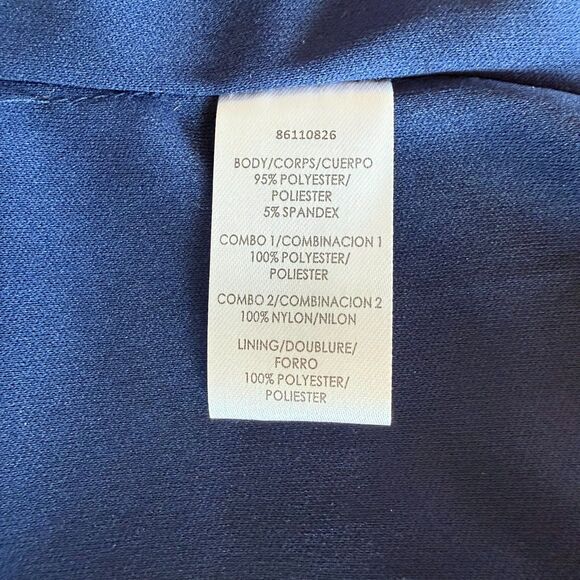 86110826
BODY/CORPS/CUERPO
95% POLYESTER/
POLIESTER
5% SPANDEX
COMBO 1/COMBINACION 1
100% POLYESTER/
POLIESTER
COMBO 2/COMBINACION 2
100% NYLON/NILON
LINING/DOUBLURE/
FORRO
100% POLYESTER/
POLIESTER